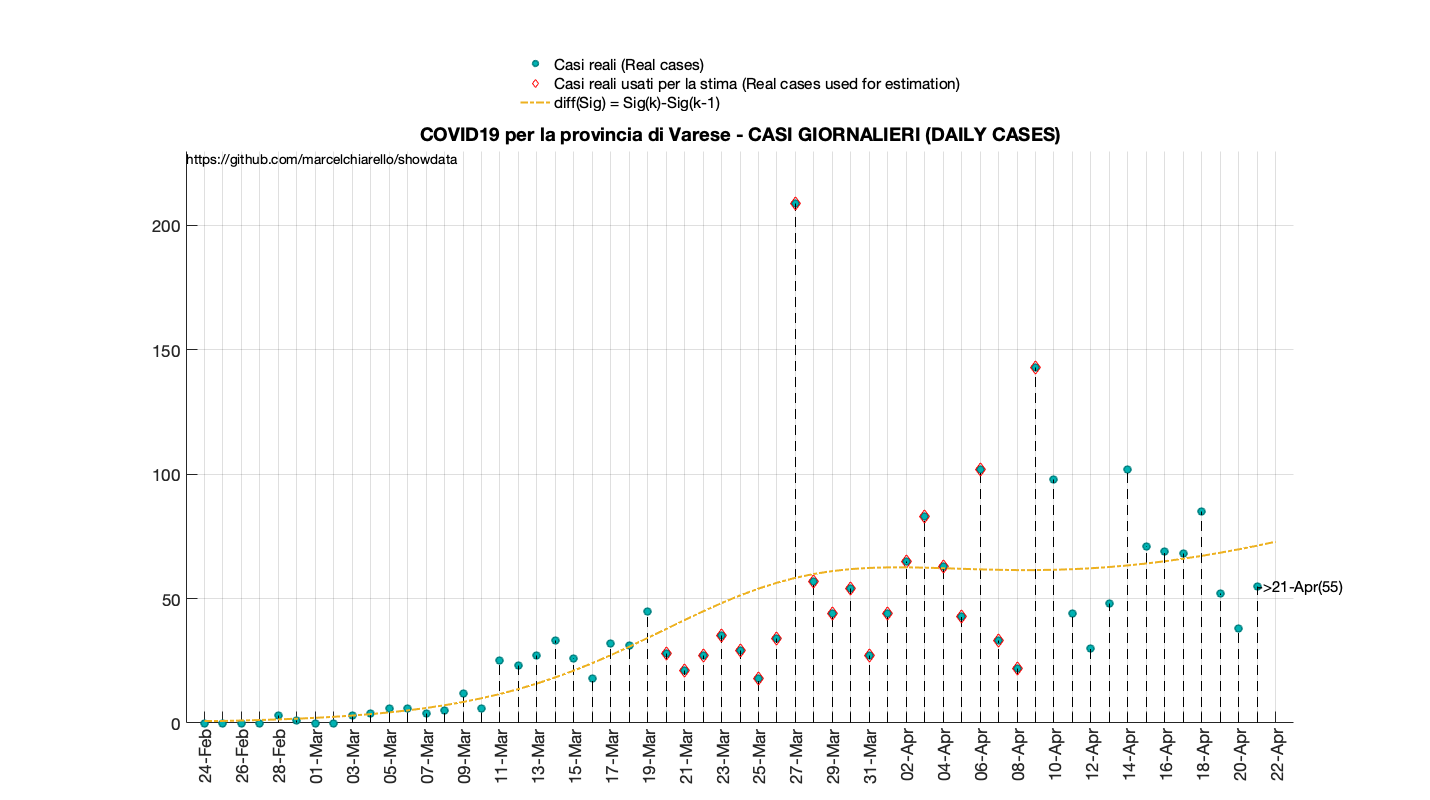 Casi reali (Real cases)
Casi reali usati per la stima (Real cases used for estimation)
diff(Sig) = Sig(k)-Sig(k-1)
COVID19 per la provincia di Varese - CASI GIORNALIERI (DAILY CASES)
https://github.com/marcelchiarello/showdata
200
150
100
50
0
>21-Apr(55)
24-Feb
26-Feb
28-Feb
01-Mar
03-Mar
05-Mar
07-Mar
09-Mar
11-Mar
13-Mar
15-Mar
17-Mar
19-Mar
21-Mar
23-Mar
25-Mar
27-Mar
29-Mar
31-Mar
02-Apr
04-Apr
06-Apr
08-Apr
10-Apr
12-Apr
14-Apr
16-Apr
18-Apr
20-Apr
22-Apr